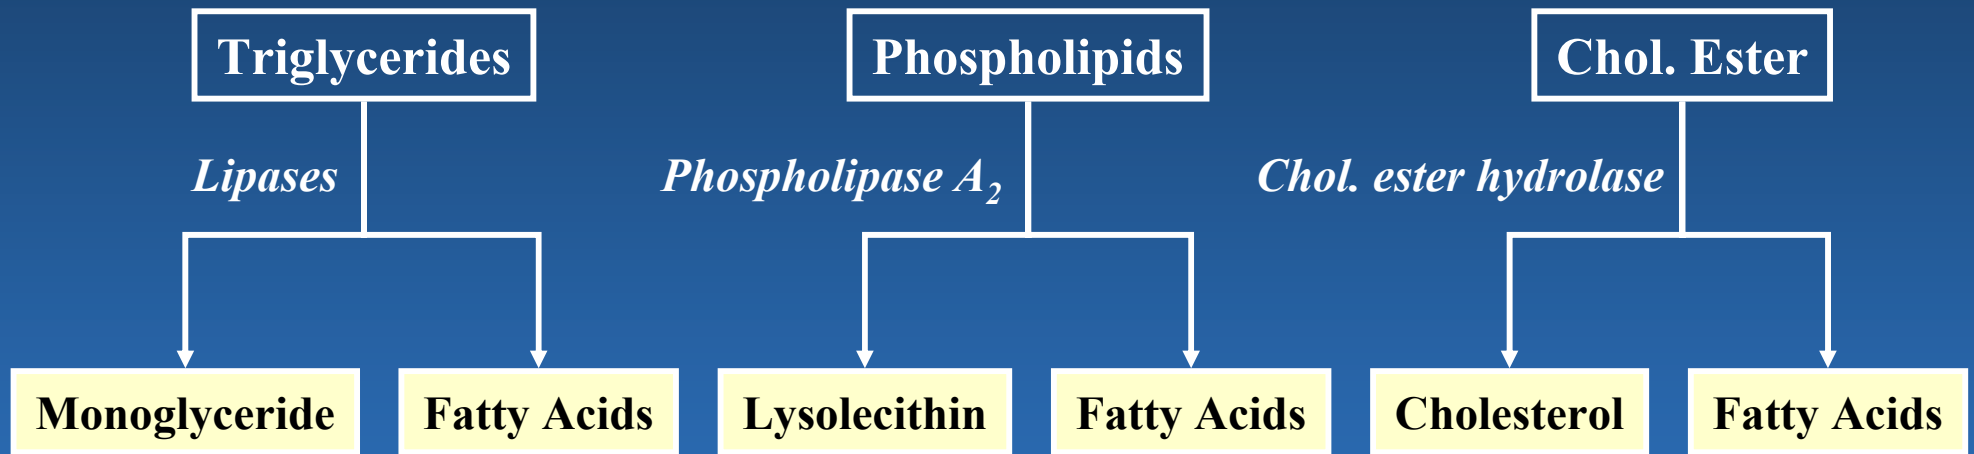 Triglycerides
Phospholipids
Chol. Ester
Lipases
Phospholipase A₂
Chol. ester hydrolase
Monoglyceride
Fatty Acids
Lysolecithin
Fatty Acids
Cholesterol
Fatty Acids